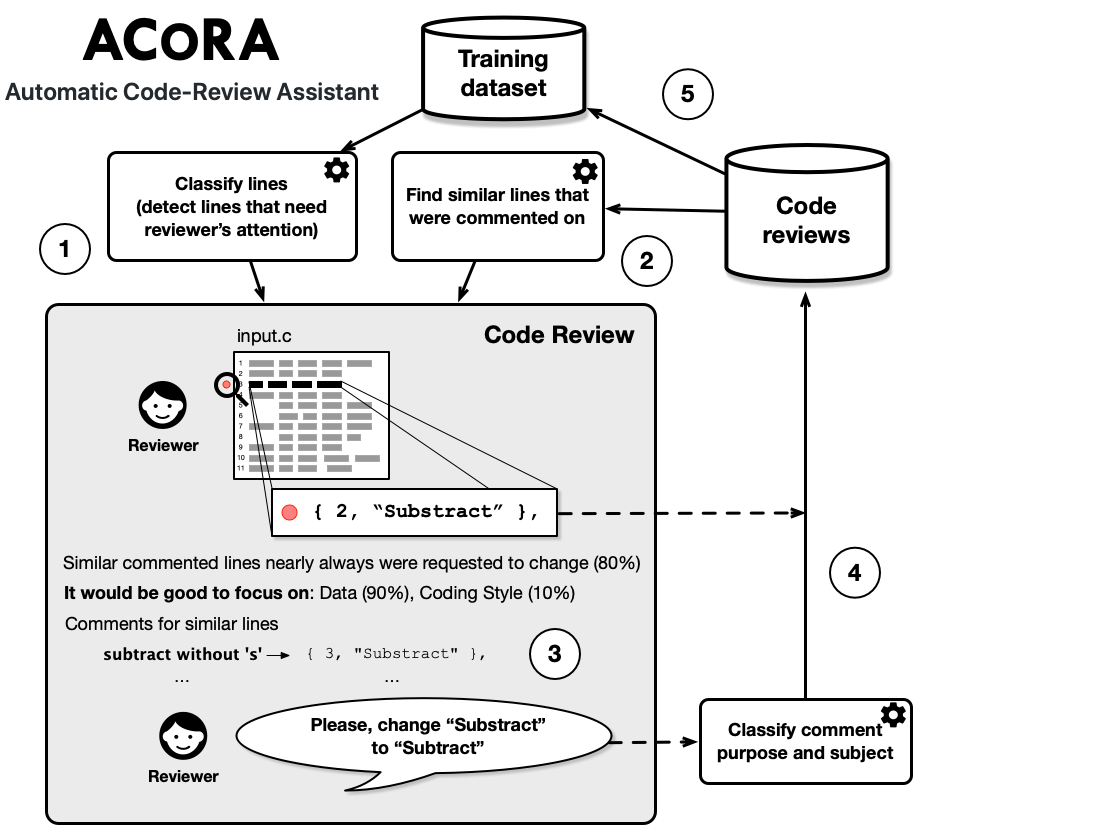 ACoRA
Automatic Code-Review Assistant
Training
dataset
5
Classify lines
(detect lines that need
reviewer's attention)
Find similar lines that
were commented on
Code
reviews
1
2
input.c
Code Review
1
2
3
4
5
6
7
8
9
10
11
Reviewer
{ 2, “Substract” },
Similar commented lines nearly always were requested to change (80%)
It would be good to focus on: Data (90%), Coding Style (10%)
4
Comments for similar lines
subtract without 's' { 3, "Substract" },
3
... ...
Please, change “Substract”
to “Subtract”
Reviewer
Classify comment
purpose and subject